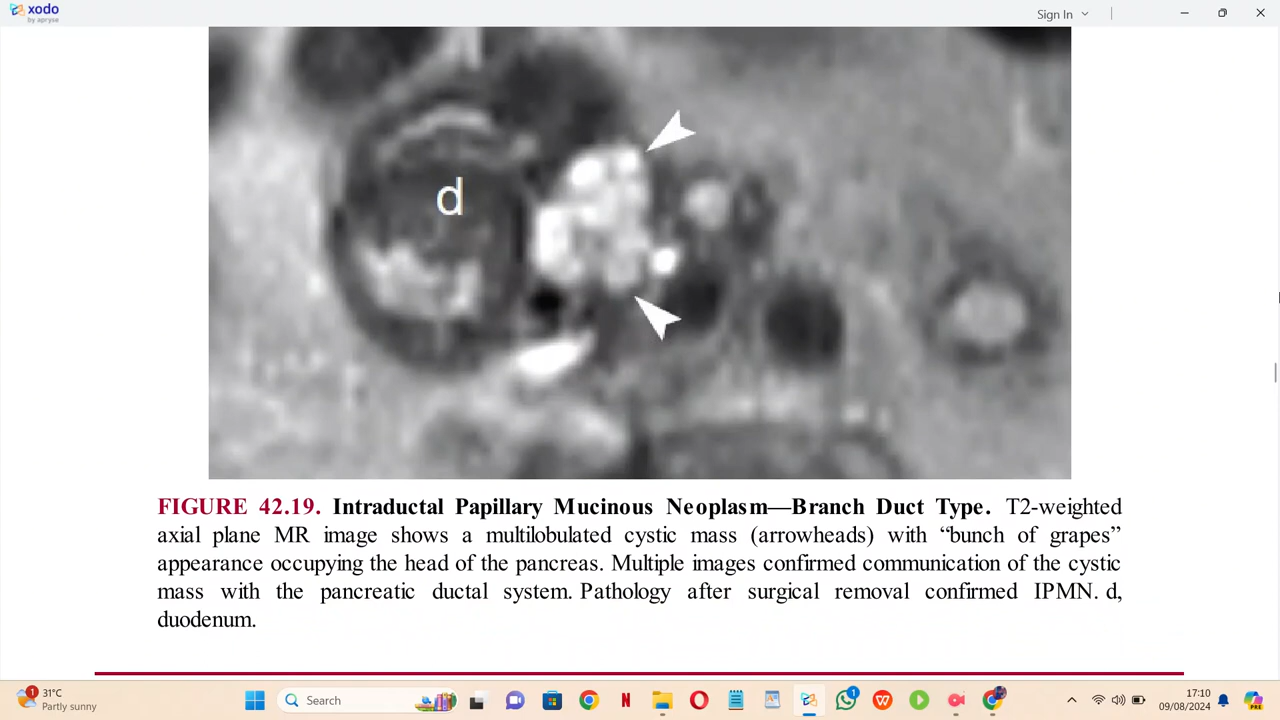 xodo
by apryse
Sign In
d
FIGURE 42.19. Intraductal Papillary Mucinous Neoplasm—Branch Duct Type. T2-weighted
axial plane MR image shows a multilobulated cystic mass (arrowheads) with “bunch of grapes”
appearance occupying the head of the pancreas. Multiple images confirmed communication of the cystic
mass with the pancreatic ductal system. Pathology after surgical removal confirmed IPMN. d,
duodenum.
1
31°C
Partly sunny
Search
N
W
1
17:10
09/08/2024
PRE